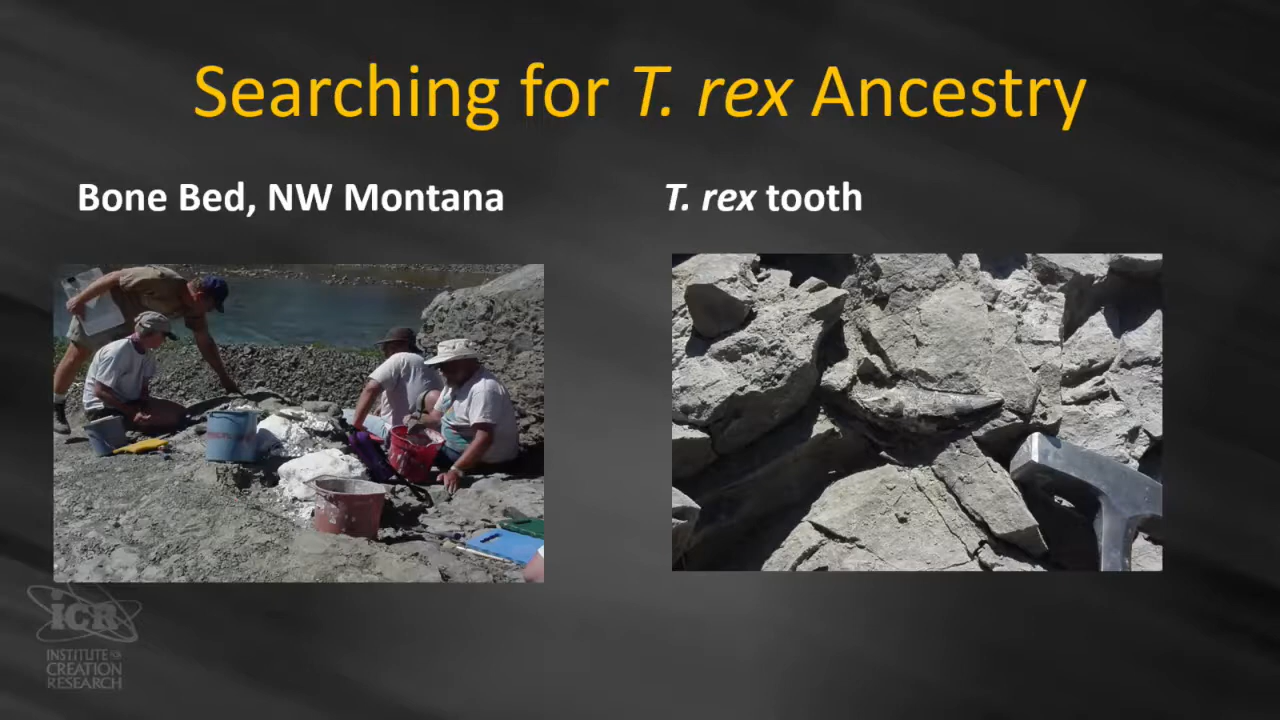 Searching for T. rex Ancestry
Bone Bed, NW Montana
T. rex tooth
iCR
INSTITUTE for
CREATION
RESEARCH